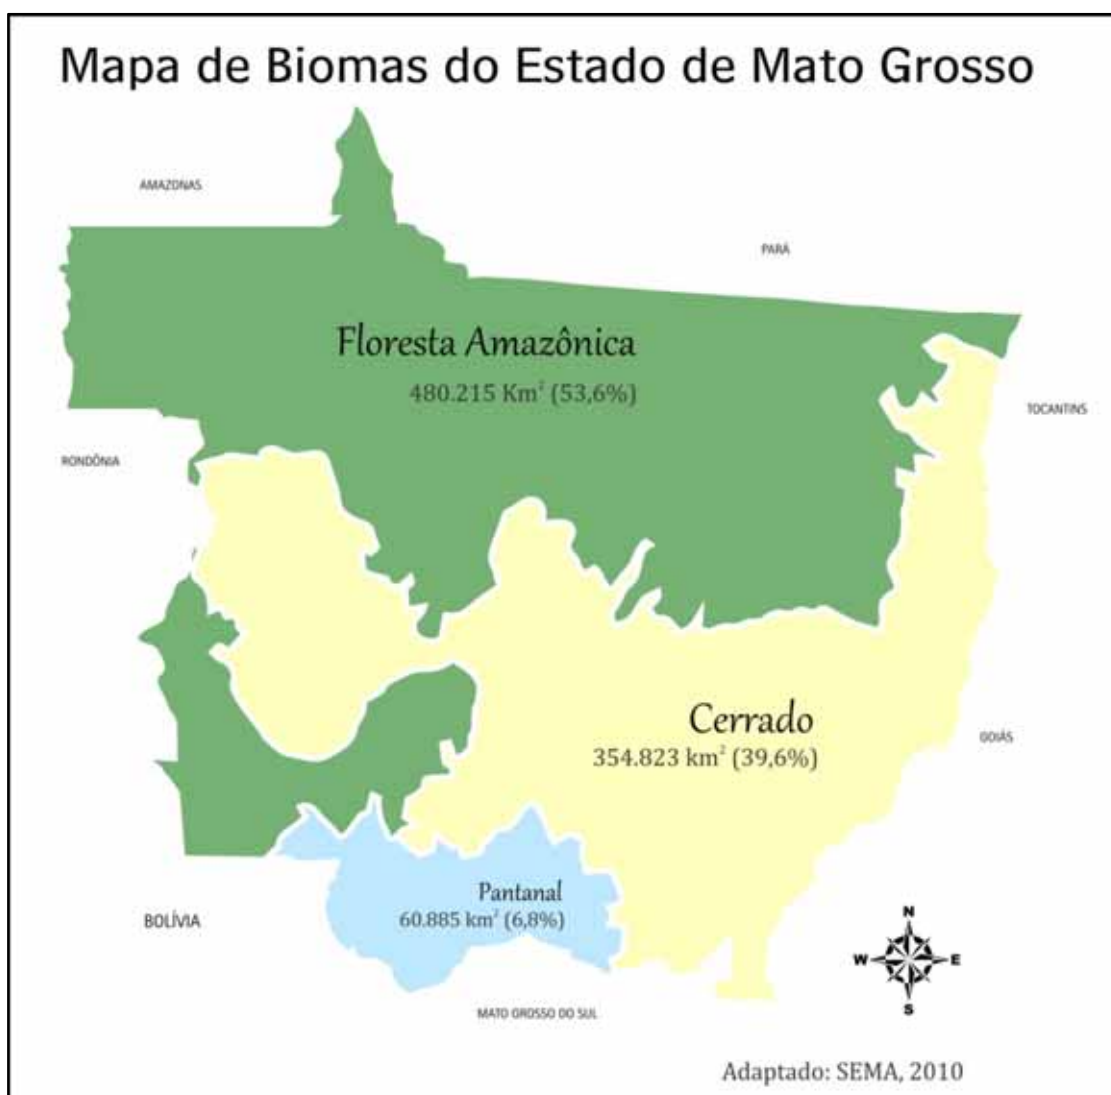 Mapa de Biomas do Estado de Mato Grosso
AMAZONAS
PARÁ
Floresta Amazônica
480.215 Km² (53,6%)
TOCANTINS
RONDÔNIA
Cerrado
354.823 km² (39,6%)
GOIÁS
Pantanal
60.885 km² (6,8%)
BOLÍVIA
N
W E
S
MATO GROSSO DO SUL
Adaptado: SEMA, 2010